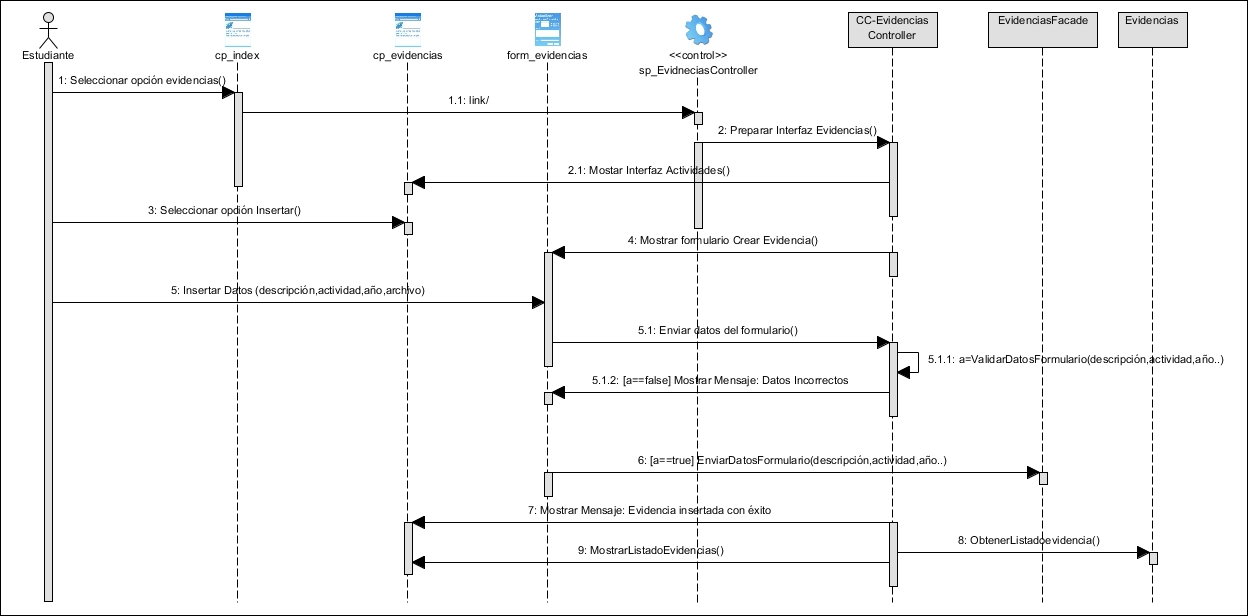 CC-Evidencias
Controller
EvidenciasFacade
Evidencias
Estudiante
cp_index
cp_evidencias
form_evidencias
<<control>>
sp_EvidneciasController
1: Seleccionar opción evidencias()
1.1: link/
2: Preparar Interfaz Evidencias()
2.1: Mostar Interfaz Actividades()
3: Seleccionar opción Insertar()
4: Mostrar formulario Crear Evidencia()
5: Insertar Datos (descripción,actividad,año,archivo)
5.1: Enviar datos del formulario()
5.1.1: a=ValidarDatosFormulario(descripción,actividad,año..)
5.1.2: [a==false] Mostrar Mensaje: Datos Incorrectos
6: [a==true] EnviarDatosFormulario(descripción,actividad,año..)
7: Mostrar Mensaje: Evidencia insertada con éxito
8: ObtenerListadoevidencia()
9: MostrarListadoEvidencias()